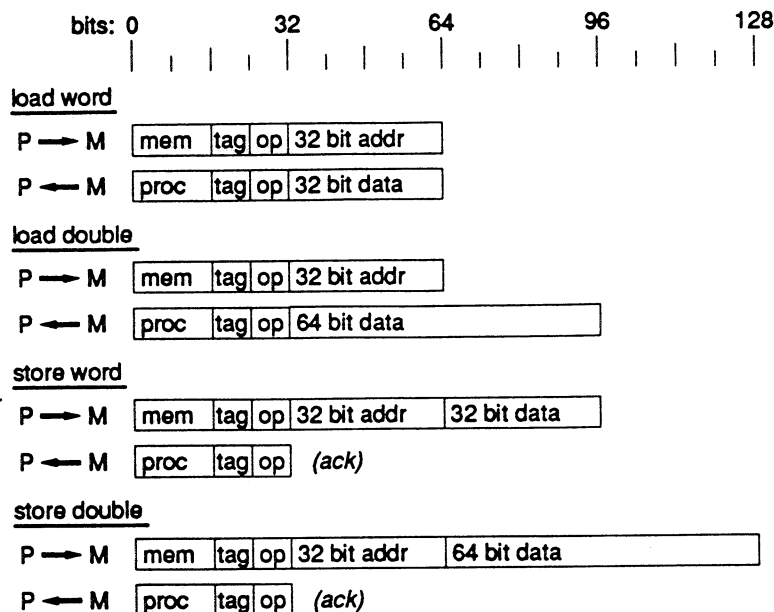 bits: 0 32 64 96 128
load word
P → M mem tag op 32 bit addr
P ← M proc tag op 32 bit data
load double
P → M mem tag op 32 bit addr
P ← M proc tag op 64 bit data
store word
P → M mem tag op 32 bit addr 32 bit data
P ← M proc tag op (ack)
store double
P → M mem tag op 32 bit addr 64 bit data
P ← M proc tag op (ack)